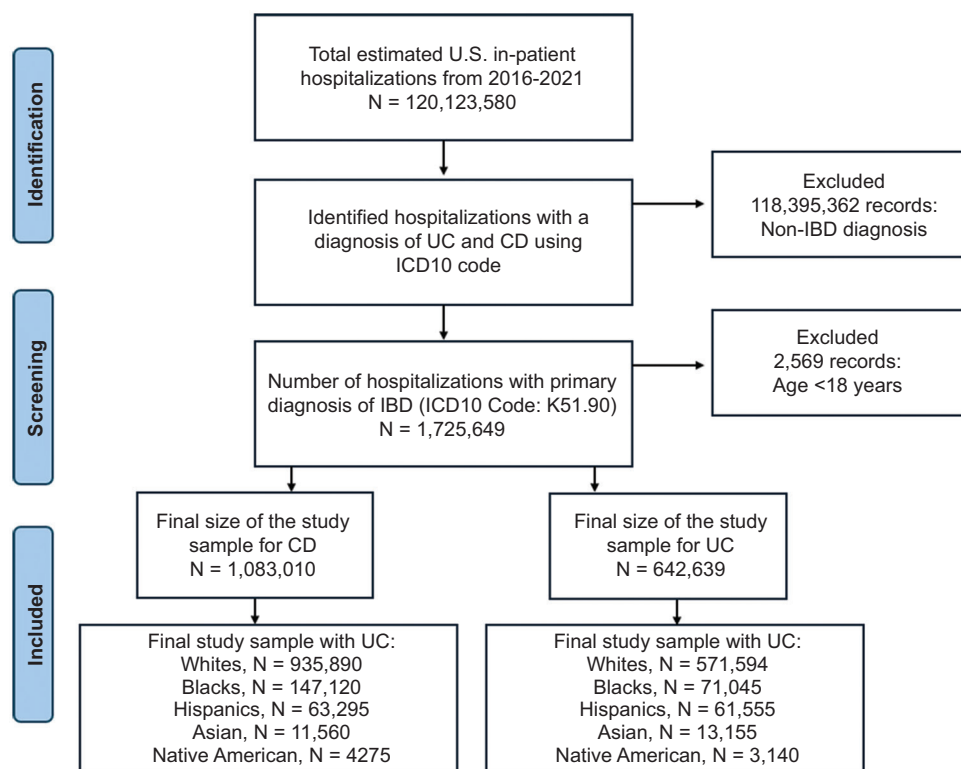 Identification
Total estimated U.S. in-patient
hospitalizations from 2016-2021
N = 120,123,580
Identified hospitalizations with a
diagnosis of UC and CD using
ICD10 code
Excluded
118,395,362 records:
Non-IBD diagnosis
Screening
Number of hospitalizations with primary
diagnosis of IBD (ICD10 Code: K51.90)
N = 1,725,649
Excluded
2,569 records:
Age <18 years
Included
Final size of the study
sample for CD
N = 1,083,010
Final size of the study
sample for UC
N = 642,639
Final study sample with UC:
Whites, N = 935,890
Blacks, N = 147,120
Hispanics, N = 63,295
Asian, N = 11,560
Native American, N = 4275
Final study sample with UC:
Whites, N = 571,594
Blacks, N = 71,045
Hispanics, N = 61,555
Asian, N = 13,155
Native American, N = 3,140